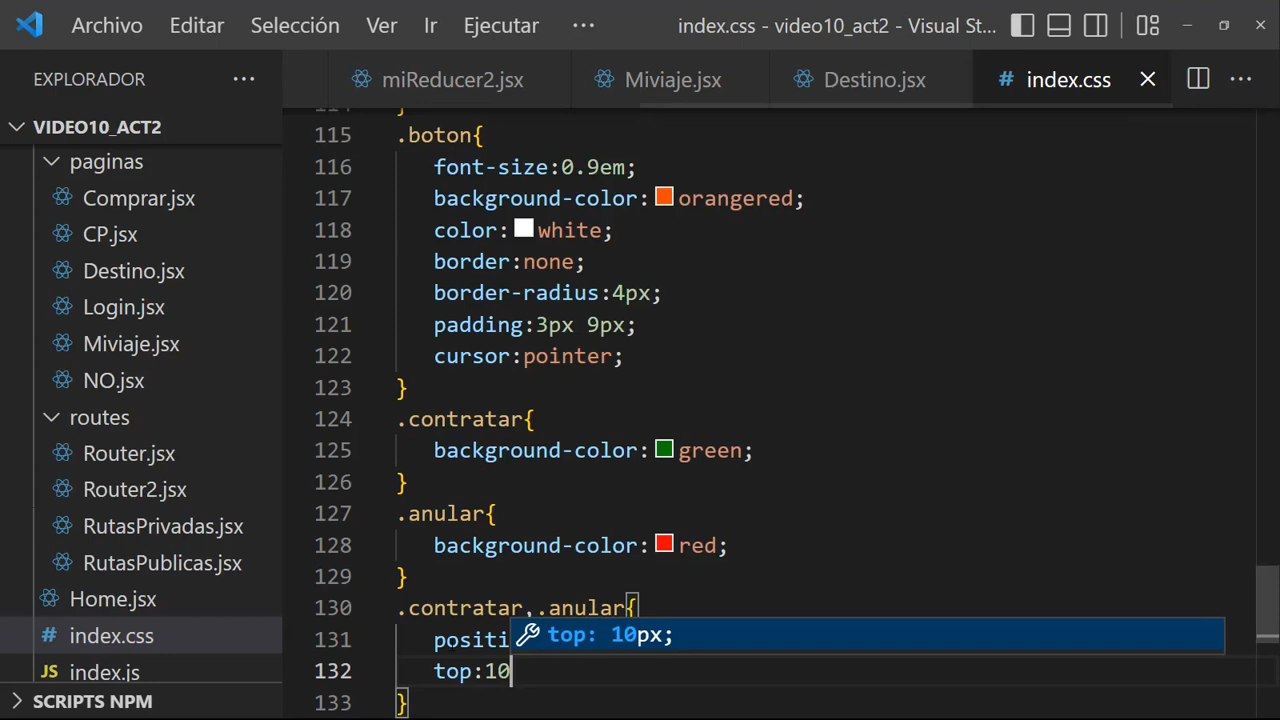 Archivo Editar Selección Ver Ir Ejecutar ··· index.css - video10_act2 - Visual St...
EXPLORADOR ··· miReducer2.jsx Miviaje.jsx Destino.jsx # index.css
VIDEO10_ACT2
paginas
Comprar.jsx
CP.jsx
Destino.jsx
Login.jsx
Miviaje.jsx
NO.jsx
routes
Router.jsx
Router2.jsx
RutasPrivadas.jsx
RutasPublicas.jsx
Home.jsx
# index.css
JS index.js
SCRIPTS NPM
114 }
115 .boton{
116 font-size:0.9em;
117 background-color:orangered;
118 color:white;
119 border:none;
120 border-radius:4px;
121 padding:3px 9px;
122 cursor:pointer;
123 }
124 .contratar{
125 background-color:green;
126 }
127 .anular{
128 background-color:red;
129 }
130 .contratar,.anular{
131 positi
top: 10px;
132 top:10
133 }